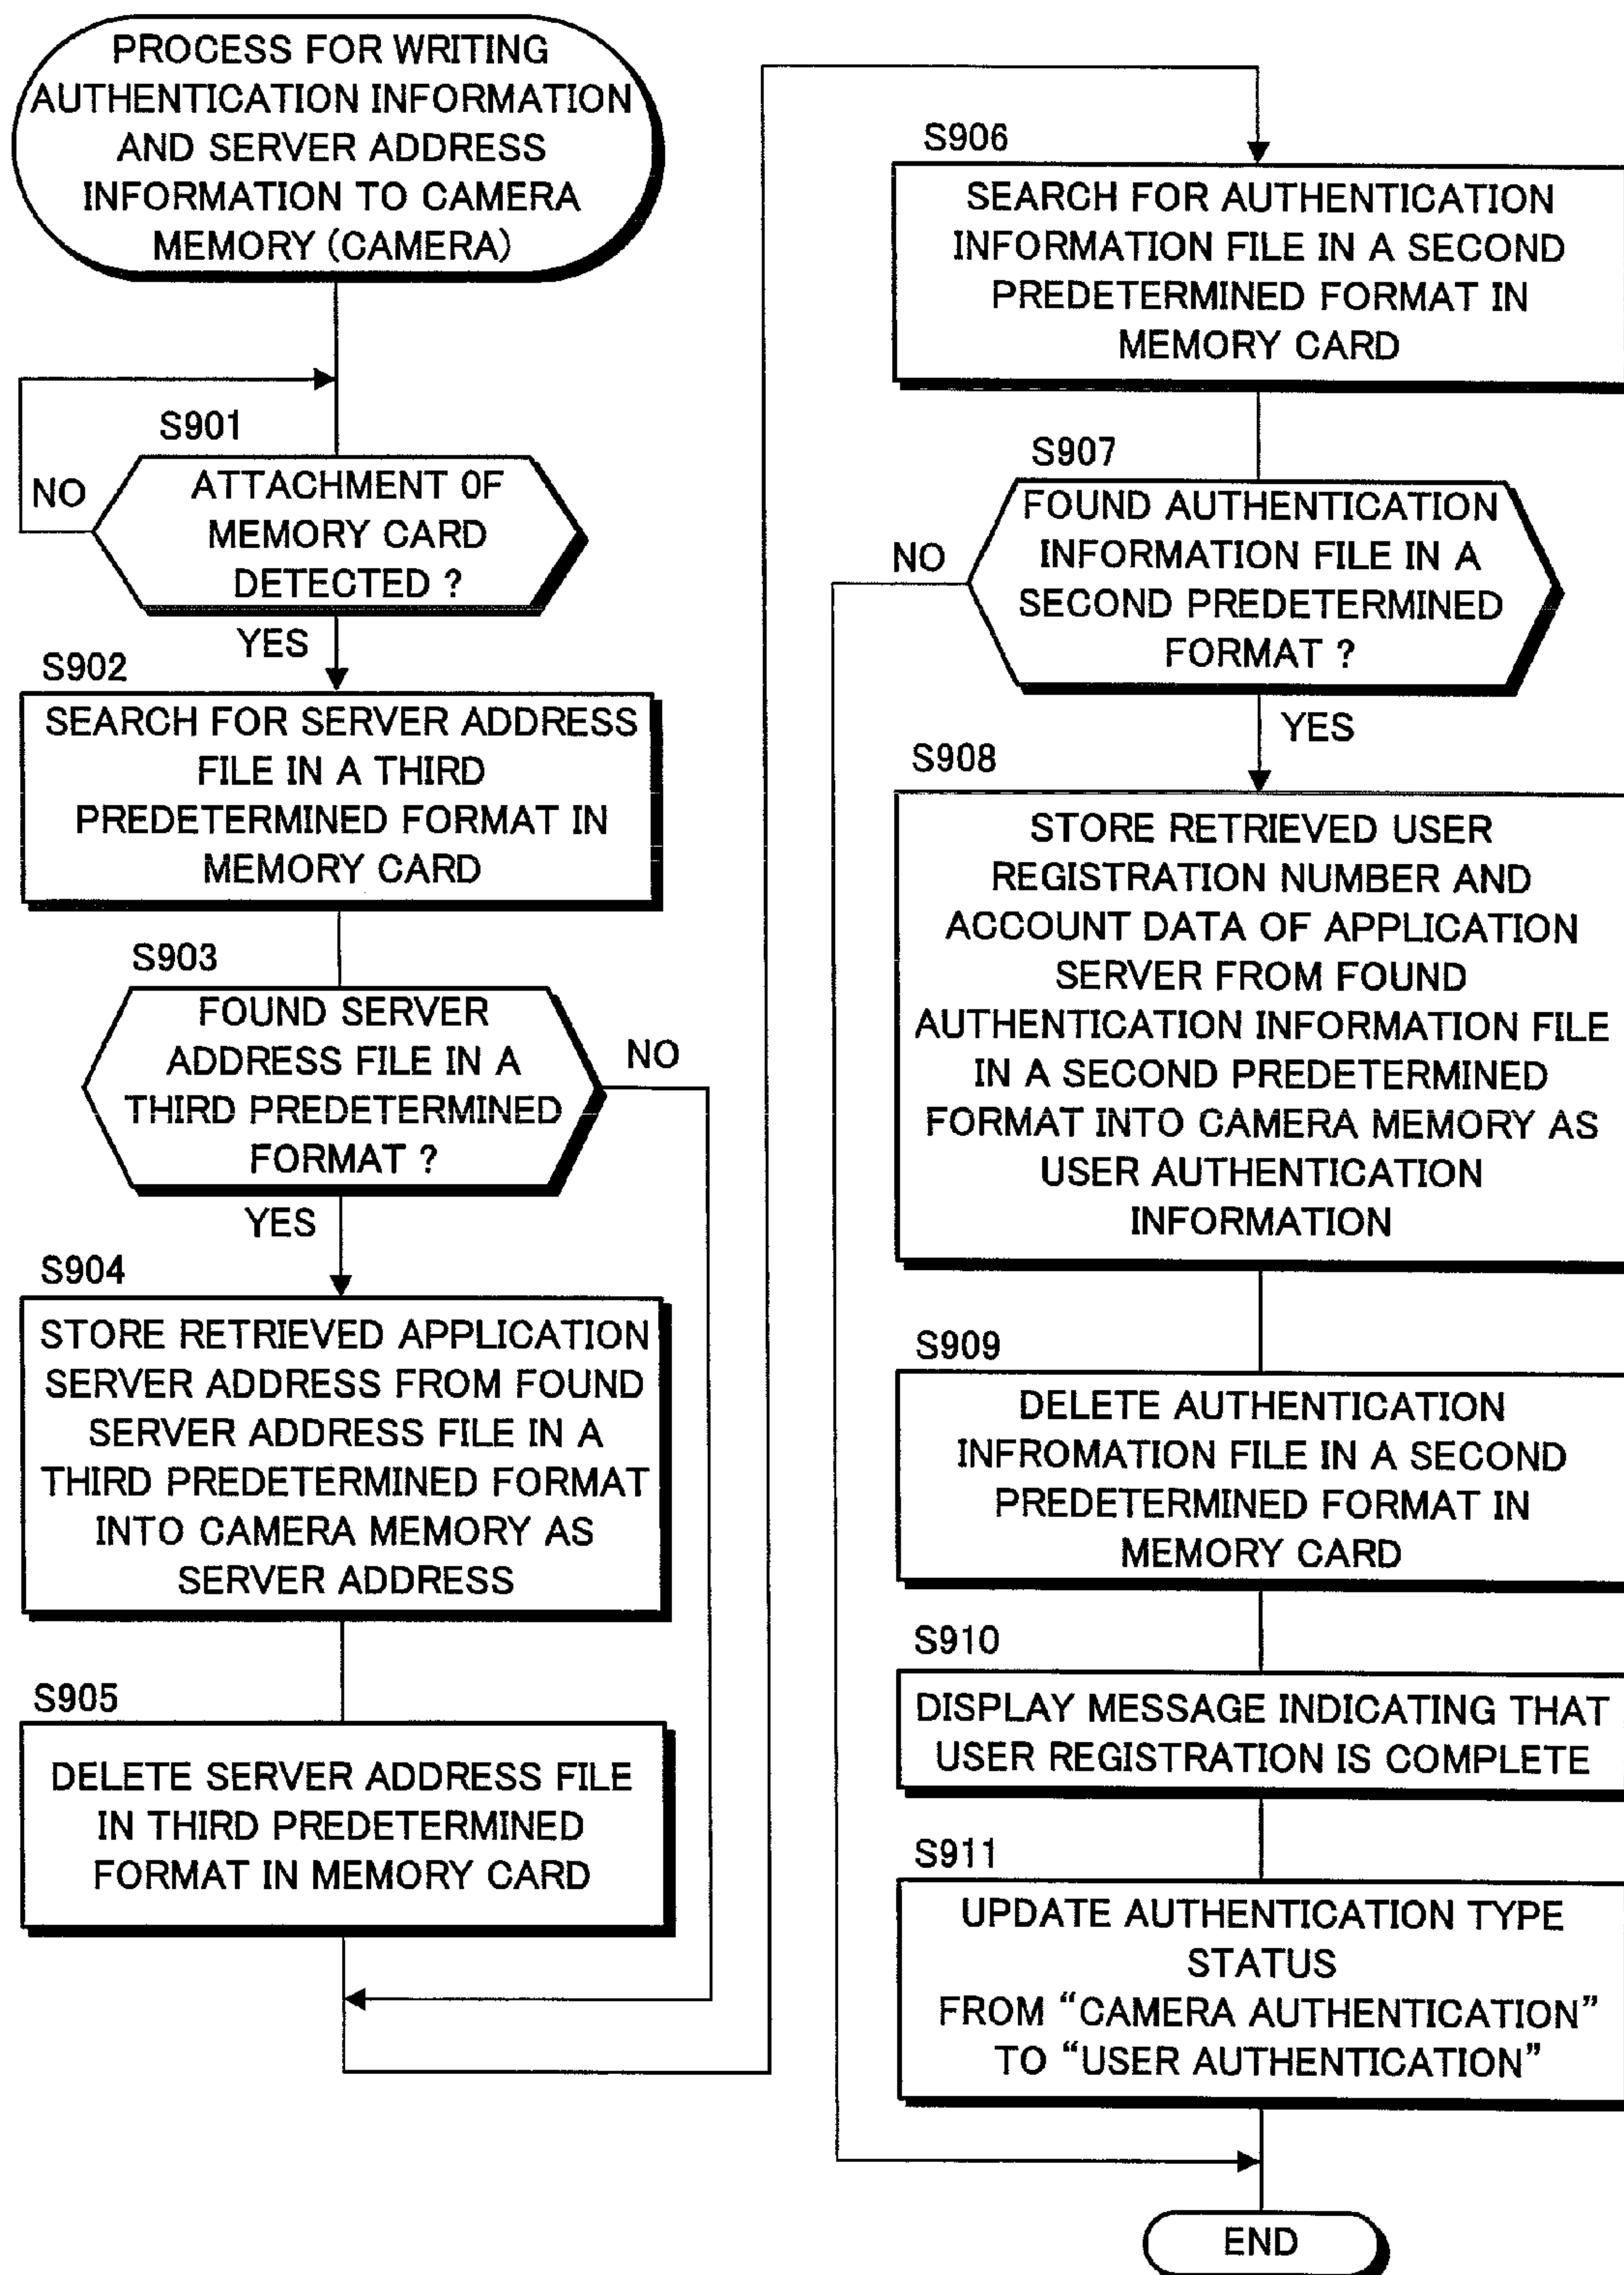 PROCESS FOR WRITING
AUTHENTICATION INFORMATION
AND SERVER ADDRESS
INFORMATION TO CAMERA
MEMORY (CAMERA)
S901
NO
ATTACHMENT OF
MEMORY CARD
DETECTED ?
YES
S902
SEARCH FOR SERVER ADDRESS
FILE IN A THIRD
PREDETERMINED FORMAT IN
MEMORY CARD
S903
FOUND SERVER
ADDRESS FILE IN A
THIRD PREDETERMINED
FORMAT ?
NO
YES
S904
STORE RETRIEVED APPLICATION
SERVER ADDRESS FROM FOUND
SERVER ADDRESS FILE IN A
THIRD PREDETERMINED FORMAT
INTO CAMERA MEMORY AS
SERVER ADDRESS
S905
DELETE SERVER ADDRESS FILE
IN THIRD PREDETERMINED
FORMAT IN MEMORY CARD
S906
SEARCH FOR AUTHENTICATION
INFORMATION FILE IN A SECOND
PREDETERMINED FORMAT IN
MEMORY CARD
S907
NO
FOUND AUTHENTICATION
INFORMATION FILE IN A
SECOND PREDETERMINED
FORMAT ?
YES
S908
STORE RETRIEVED USER
REGISTRATION NUMBER AND
ACCOUNT DATA OF APPLICATION
SERVER FROM FOUND
AUTHENTICATION INFORMATION FILE
IN A SECOND PREDETERMINED
FORMAT INTO CAMERA MEMORY AS
USER AUTHENTICATION
INFORMATION
S909
DELETE AUTHENTICATION
INFROMATION FILE IN A SECOND
PREDETERMINED FORMAT IN
MEMORY CARD
S910
DISPLAY MESSAGE INDICATING THAT
USER REGISTRATION IS COMPLETE
S911
UPDATE AUTHENTICATION TYPE
STATUS
FROM “CAMERA AUTHENTICATION”
TO “USER AUTHENTICATION”
END